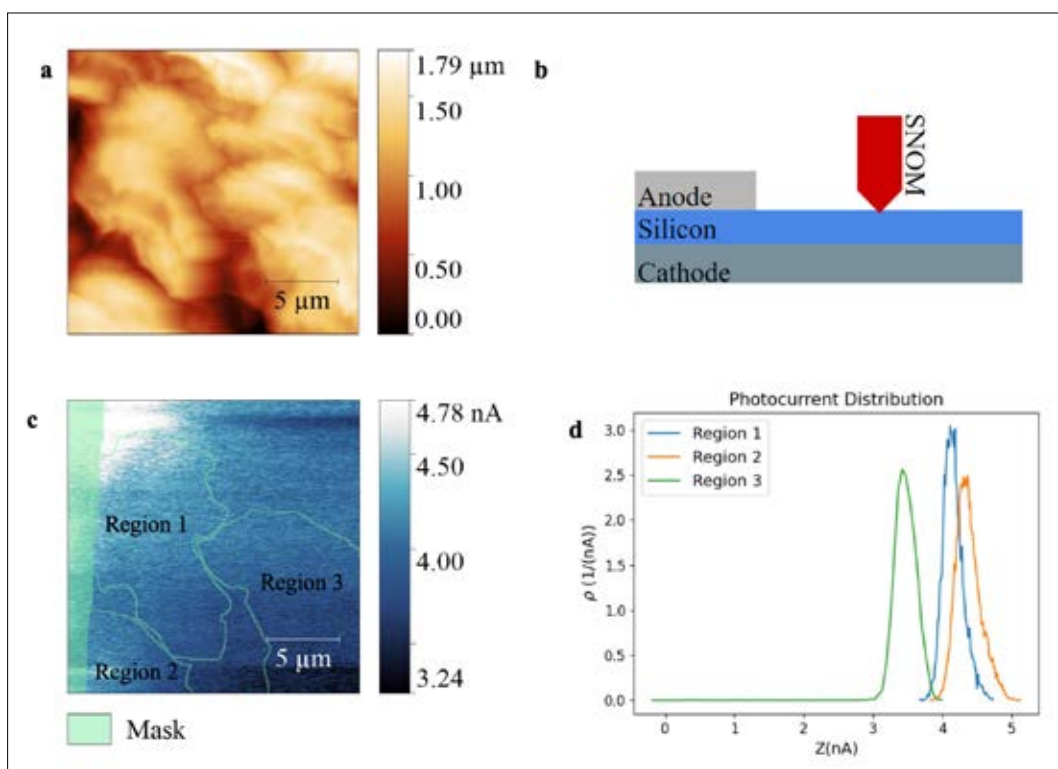 a
1.79 µm
1.50
1.00
0.50
0.00
5 µm
b
SNOM
Anode
Silicon
Cathode
c
4.78 nA
4.50
4.00
3.24
Region 1
Region 3
Region 2
5 µm
Mask
Photocurrent Distribution
d
Region 1
Region 2
Region 3
3.0
2.5
2.0
1.5
1.0
0.5
0.0
ρ (1/(nA))
0 1 2 3 4 5
Z(nA)